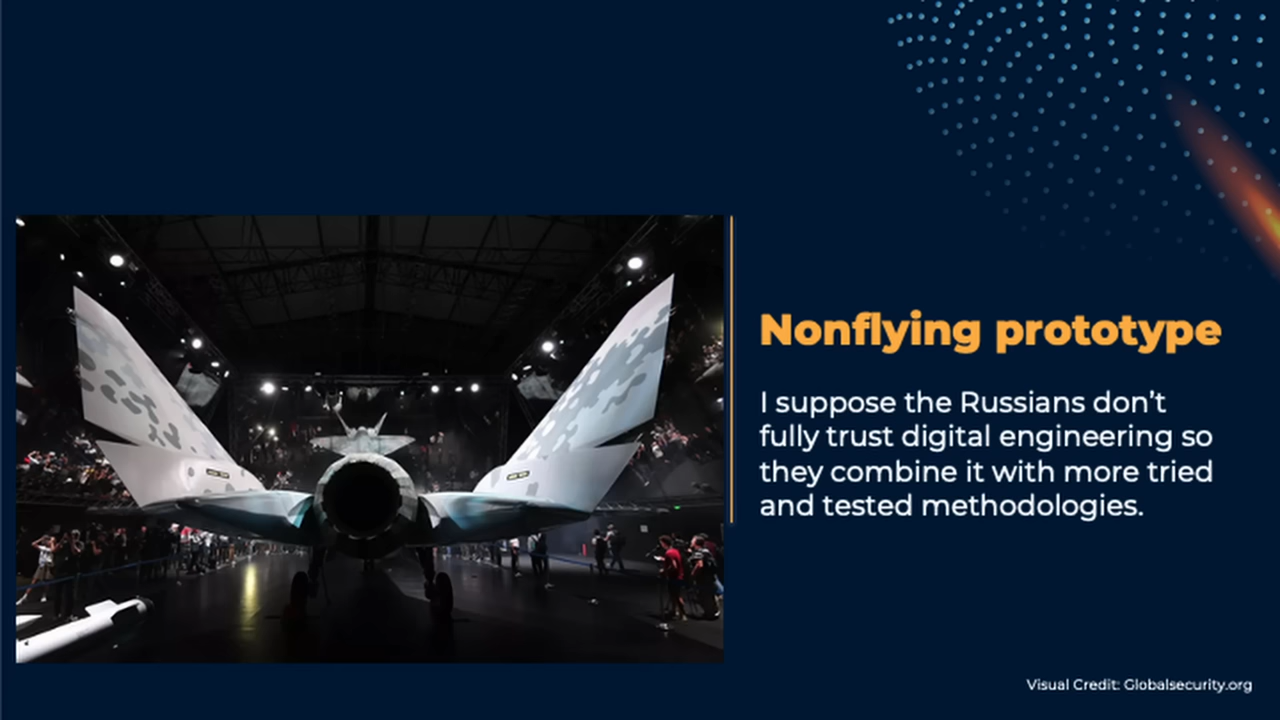 Nonflying prototype
I suppose the Russians don’t
fully trust digital engineering so
they combine it with more tried
and tested methodologies.
Visual Credit: Globalsecurity.org